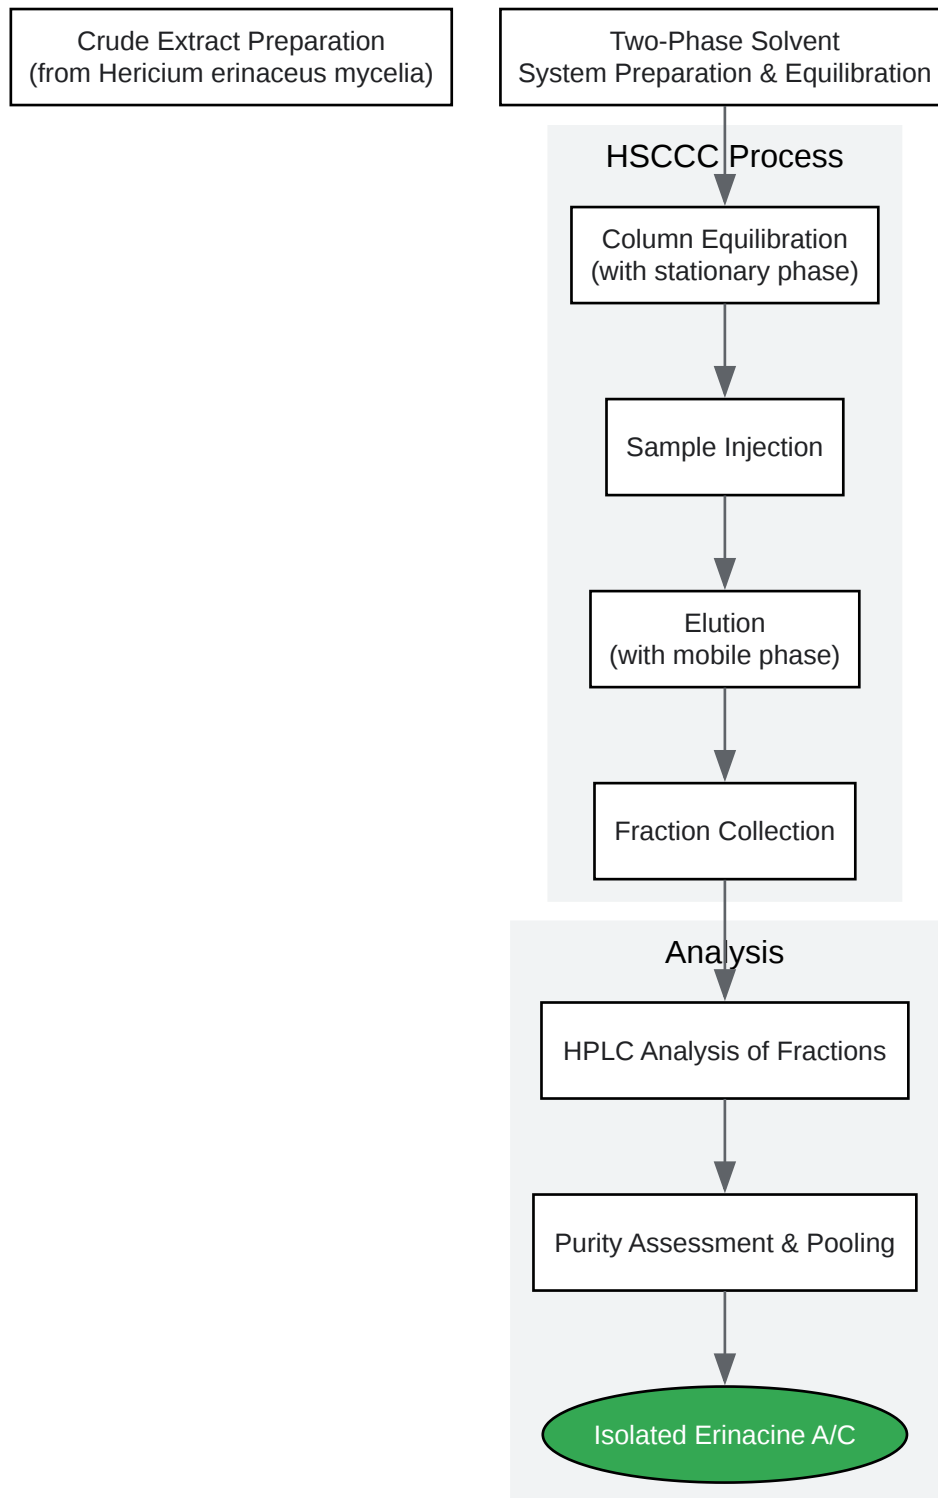 Crude Extract Preparation
(from Hericium erinaceus mycelia)
Two-Phase Solvent
System Preparation & Equilibration
HSCCC Process
Column Equilibration
(with stationary phase)
Sample Injection
Elution
(with mobile phase)
Fraction Collection
Analysis
HPLC Analysis of Fractions
Purity Assessment & Pooling
Isolated Erinacine A/C